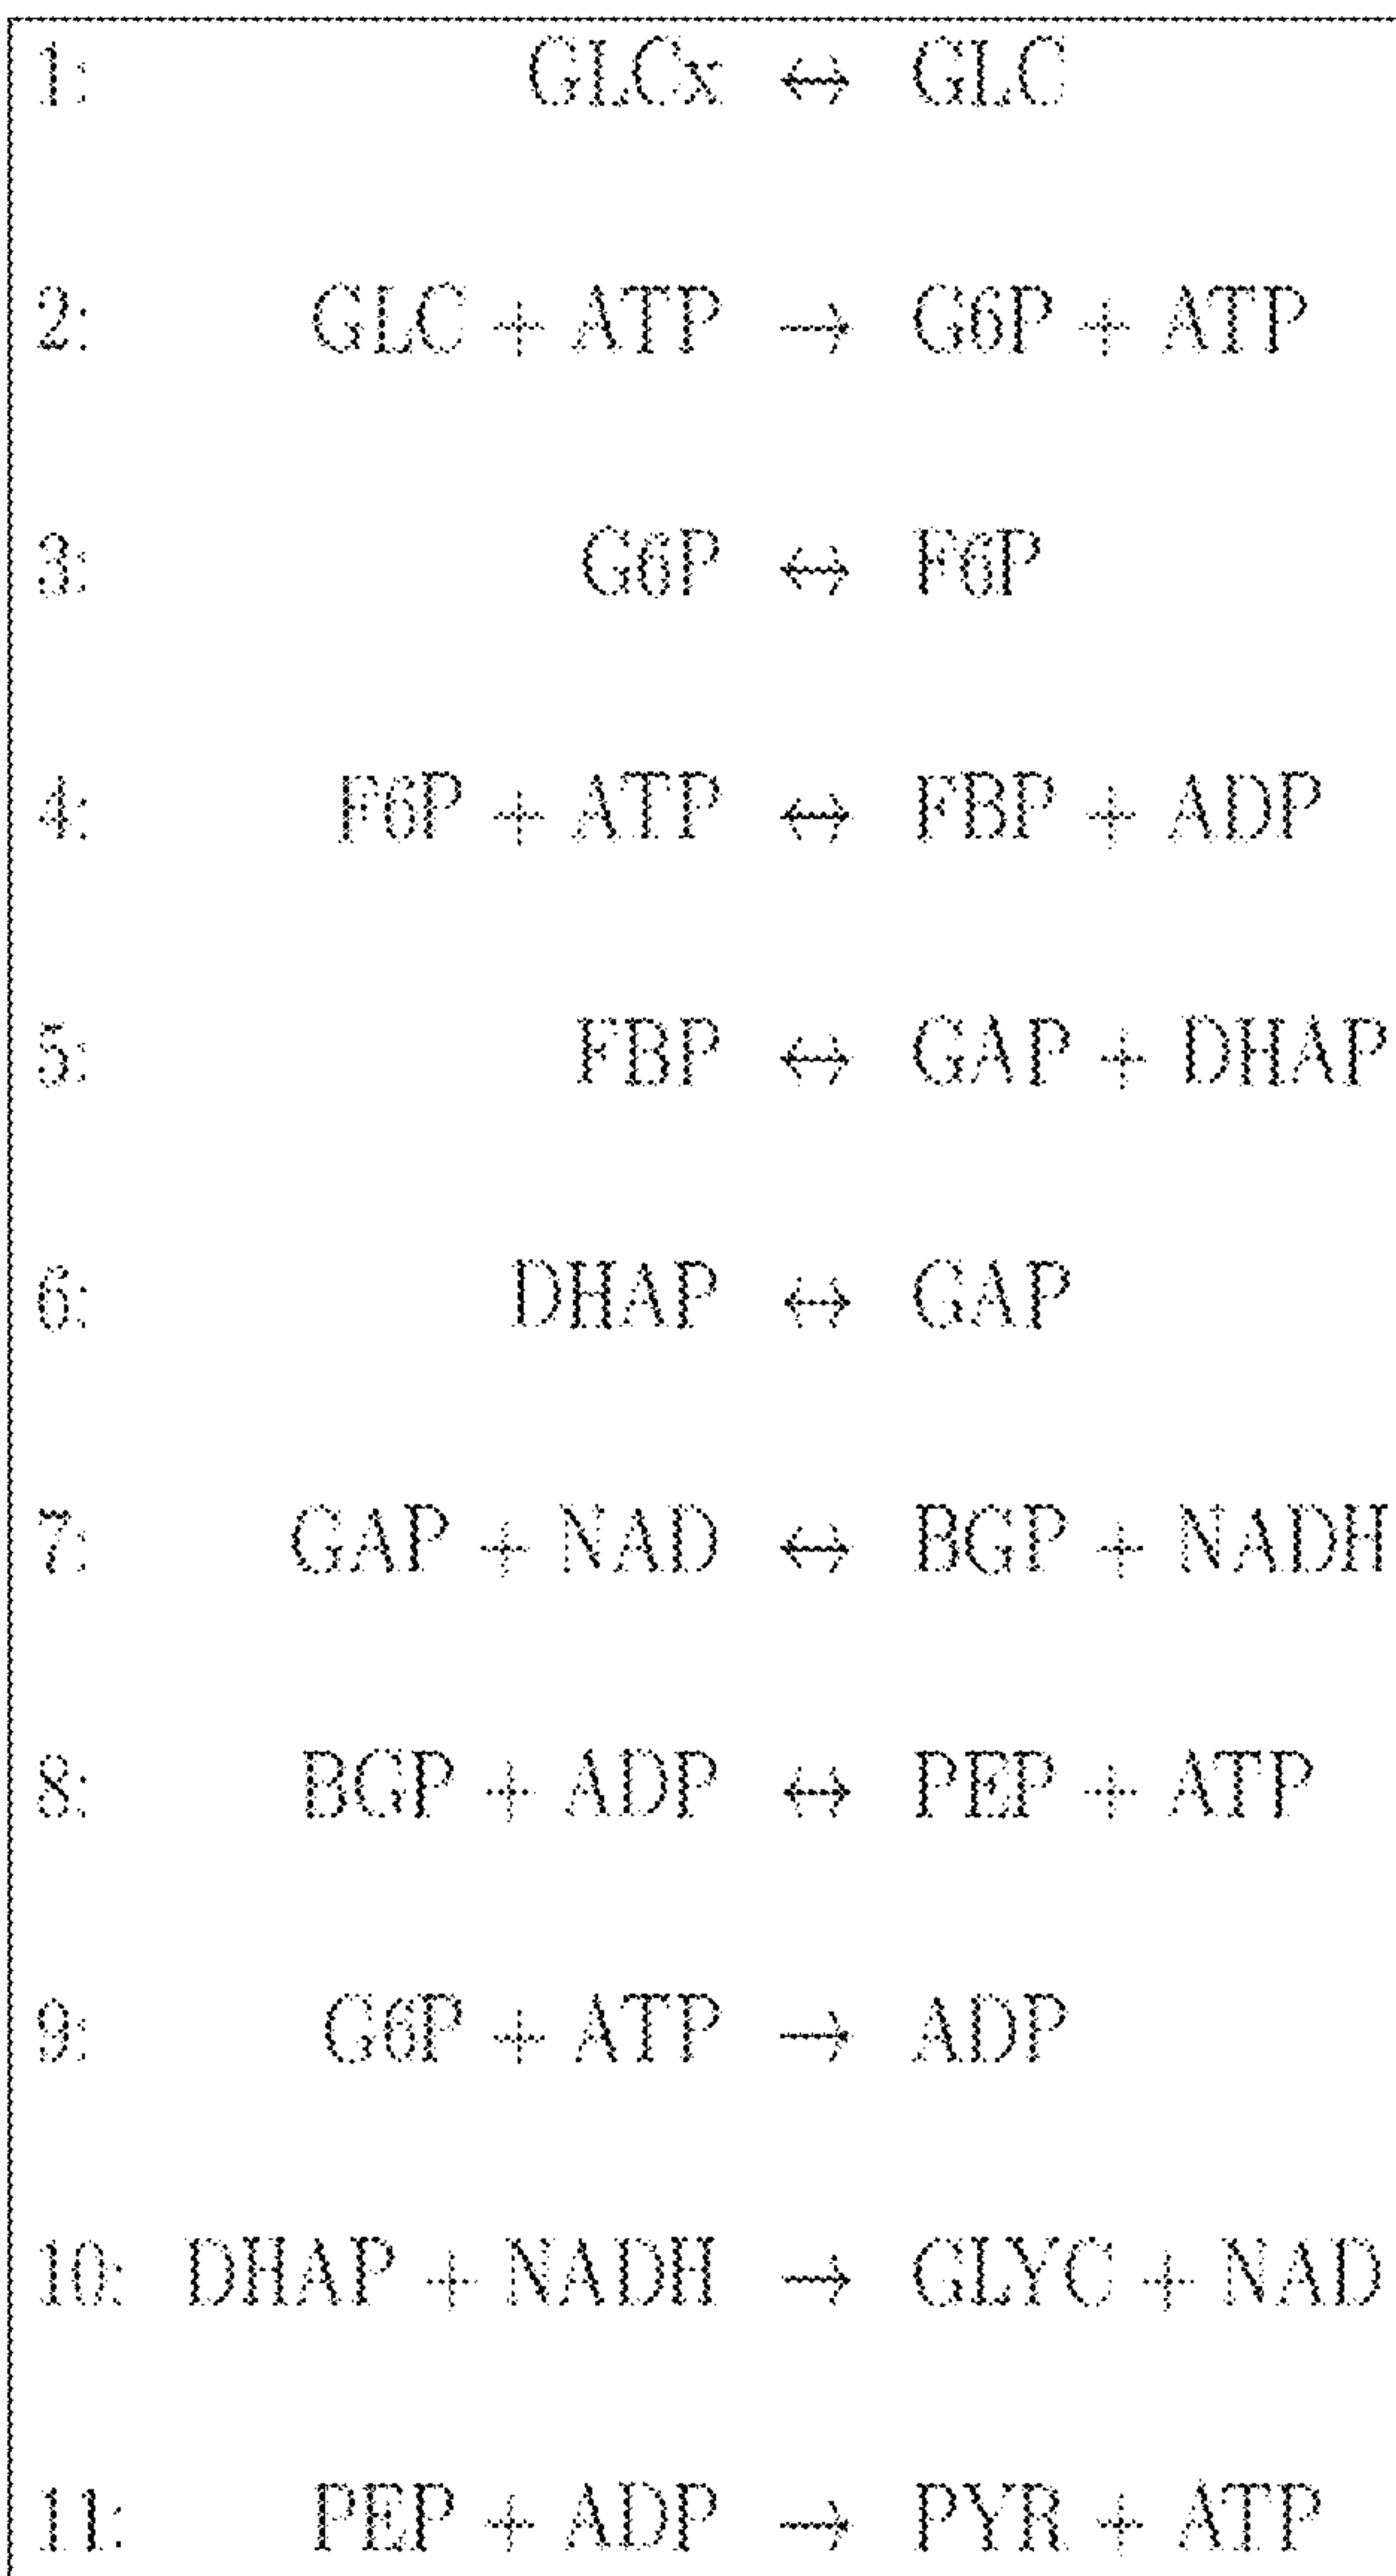 1: GLCx ↔ GLC
2: GLC + ATP → G6P + ATP
3: G6P ↔ F6P
4: F6P + ATP ↔ FBP + ADP
5: FBP ↔ GAP + DHAP
6: DHAP ↔ GAP
7: GAP + NAD ↔ BGP + NADH
8: BGP + ADP ↔ PEP + ATP
9: G6P + ATP → ADP
10: DHAP + NADH → GLYC + NAD
11: PEP + ADP → PYR + ATP